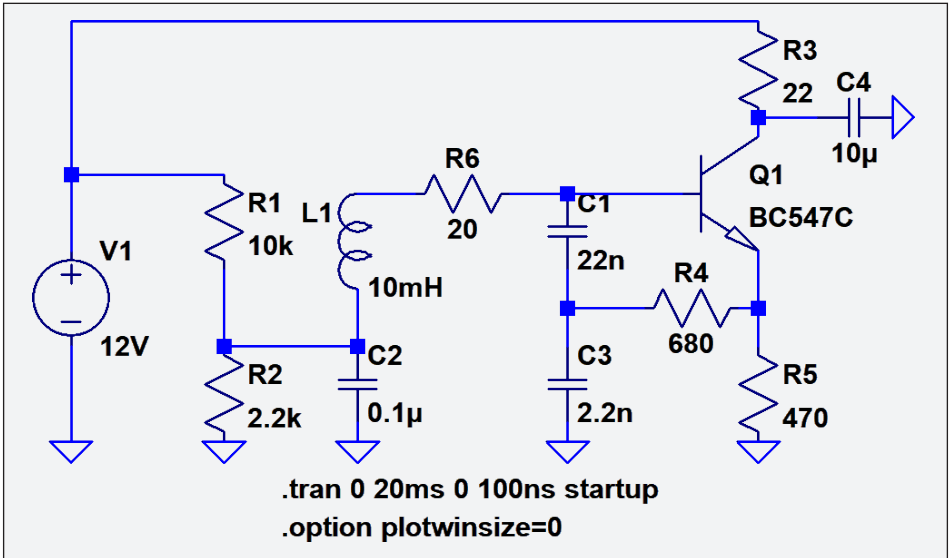 R3
22
C4
10µ
R6
20
R1
10k
L1
10mH
C1
22n
Q1
BC547C
V1
12V
R4
680
R2
2.2k
C2
0.1µ
C3
2.2n
R5
470
.tran 0 20ms 0 100ns startup
.option plotwinsize=0